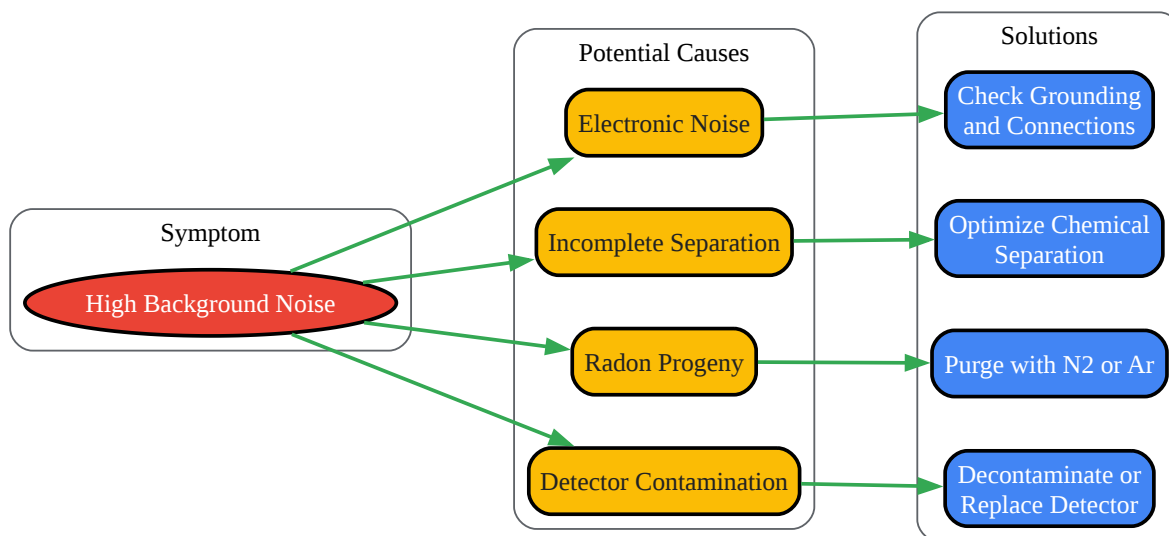 Symptom
High Background Noise
Potential Causes
Electronic Noise
Incomplete Separation
Radon Progeny
Detector Contamination
Solutions
Check Grounding
and Connections
Optimize Chemical
Separation
Purge with N2 or Ar
Decontaminate or
Replace Detector